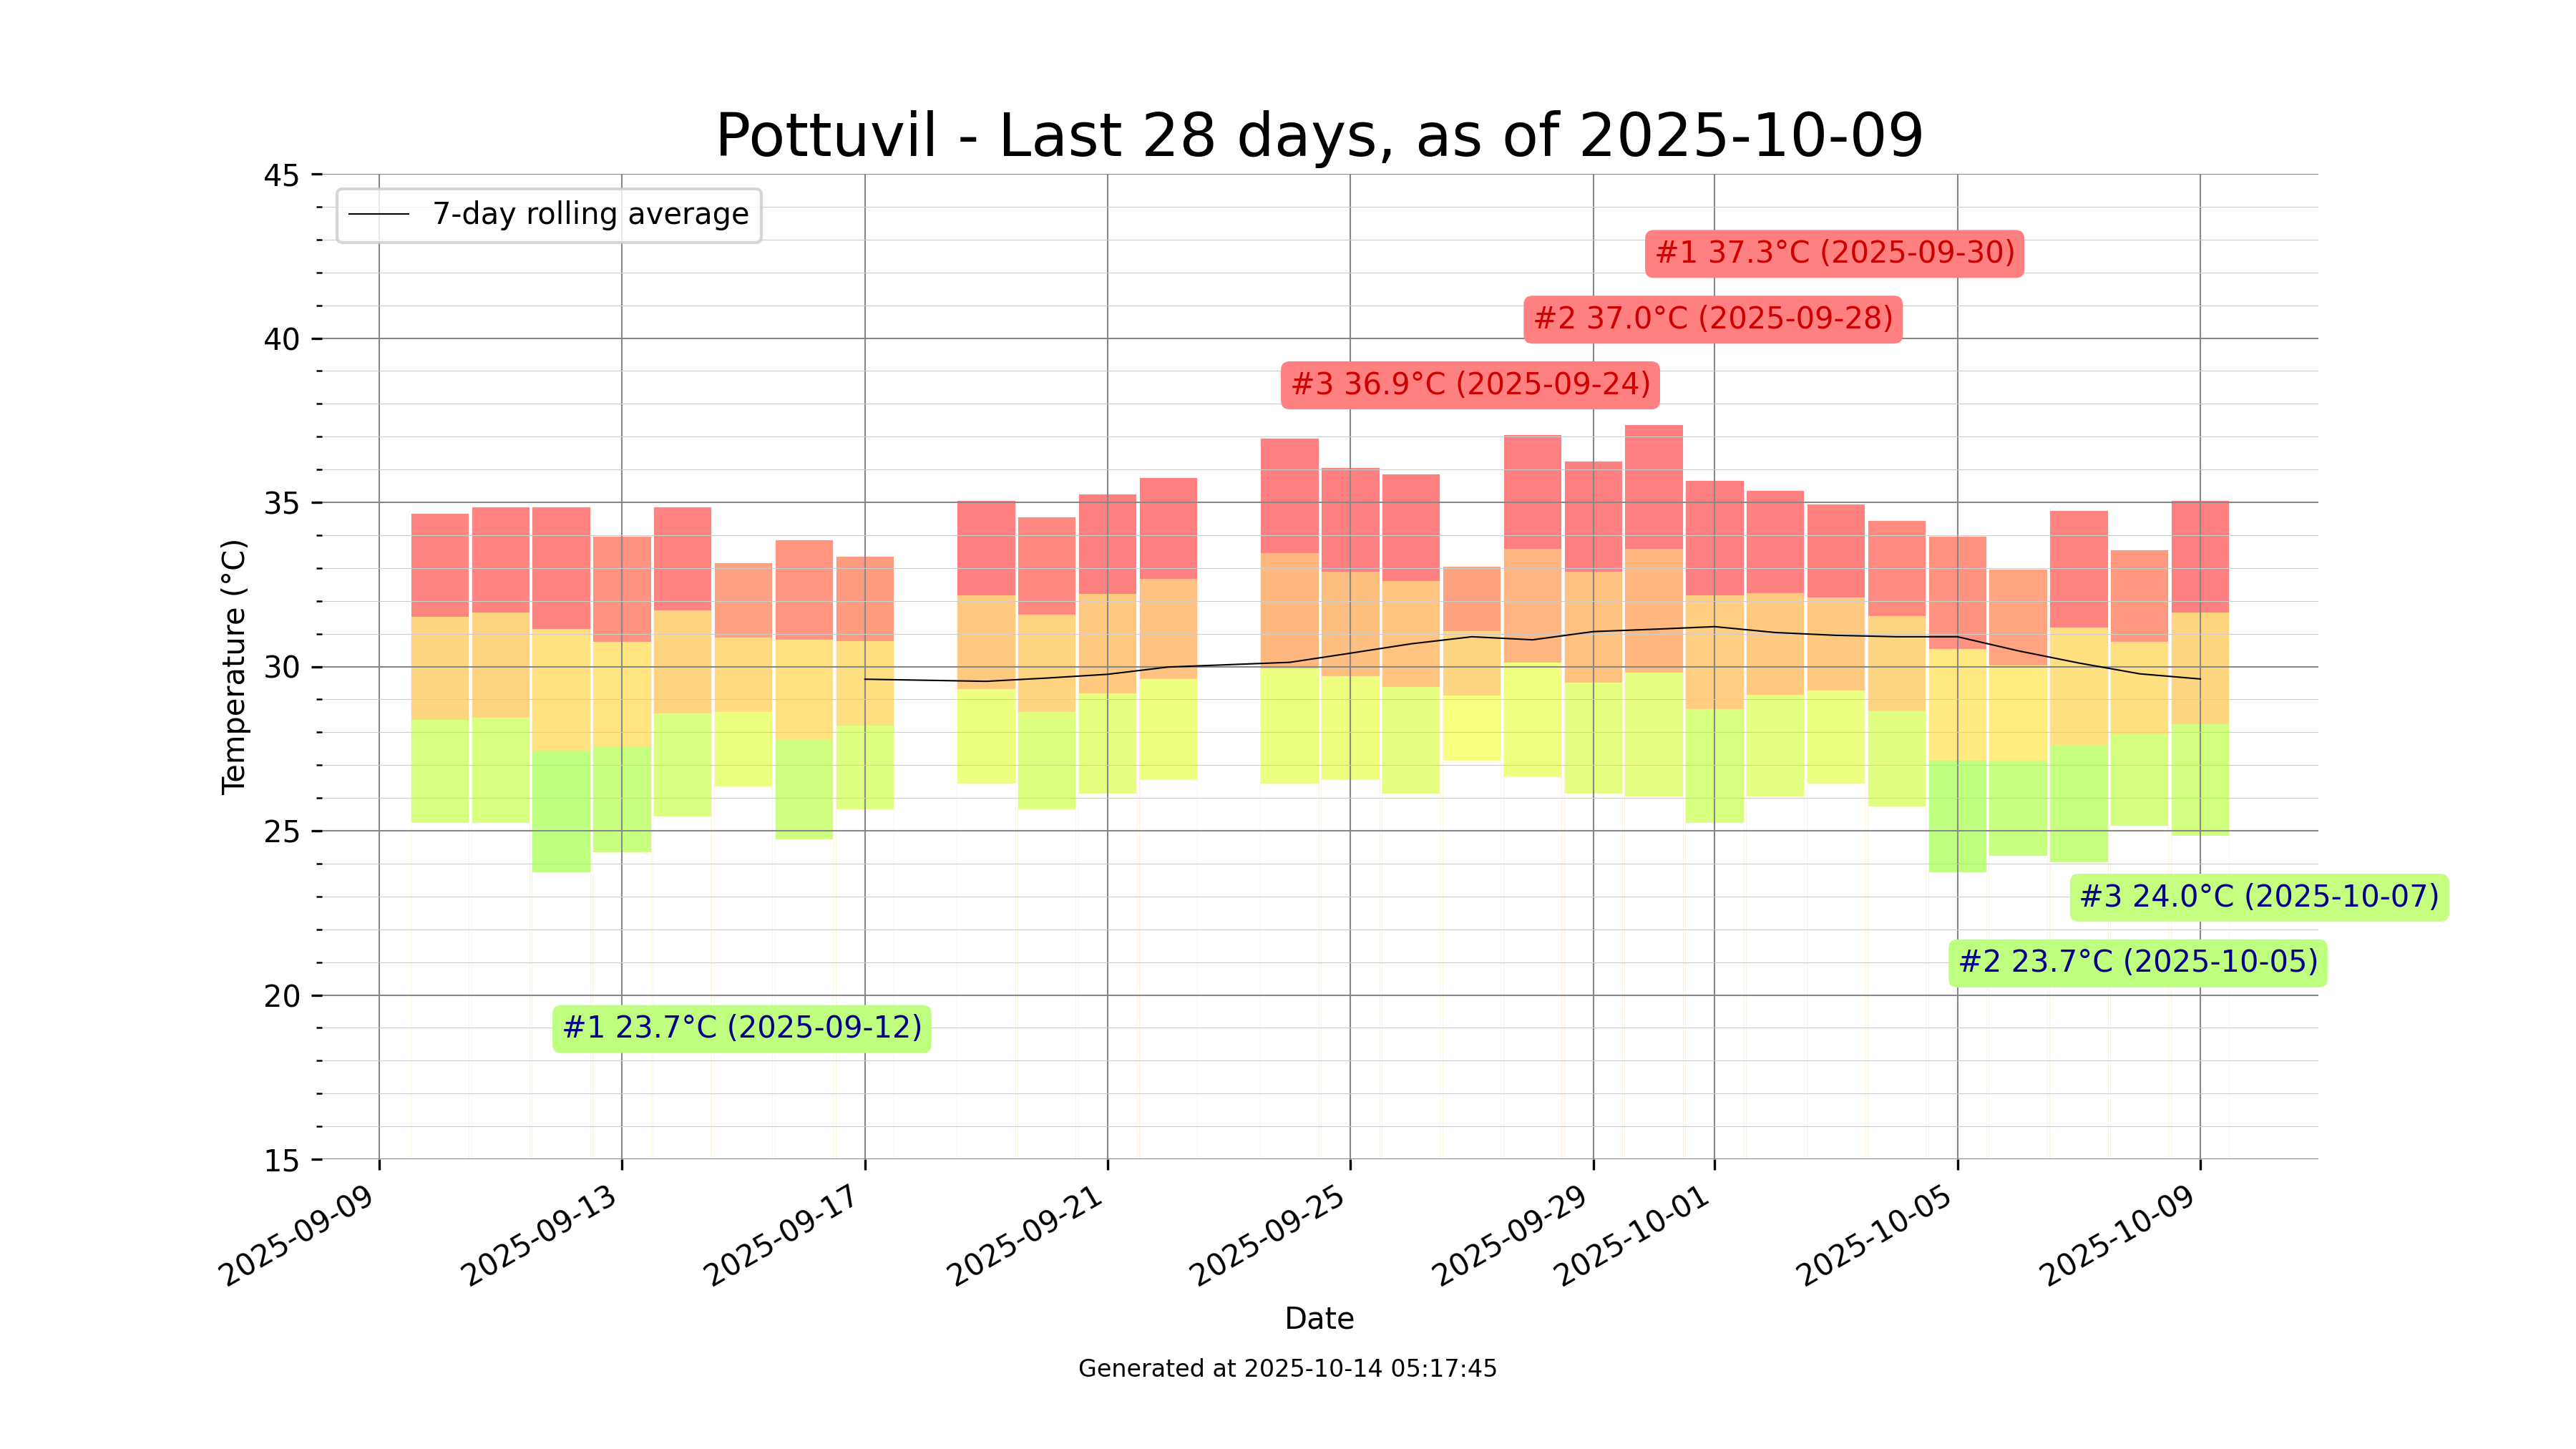 Pottuvil - Last 28 days, as of 2025-10-09
45
40
35
30
25
20
15
Temperature (°C)
7-day rolling average
#1 37.3°C (2025-09-30)
#2 37.0°C (2025-09-28)
#3 36.9°C (2025-09-24)
#3 24.0°C (2025-10-07)
#2 23.7°C (2025-10-05)
#1 23.7°C (2025-09-12)
2025-09-09
2025-09-13
2025-09-17
2025-09-21
2025-09-25
2025-09-29
2025-10-01
2025-10-05
2025-10-09
Date
Generated at 2025-10-14 05:17:45